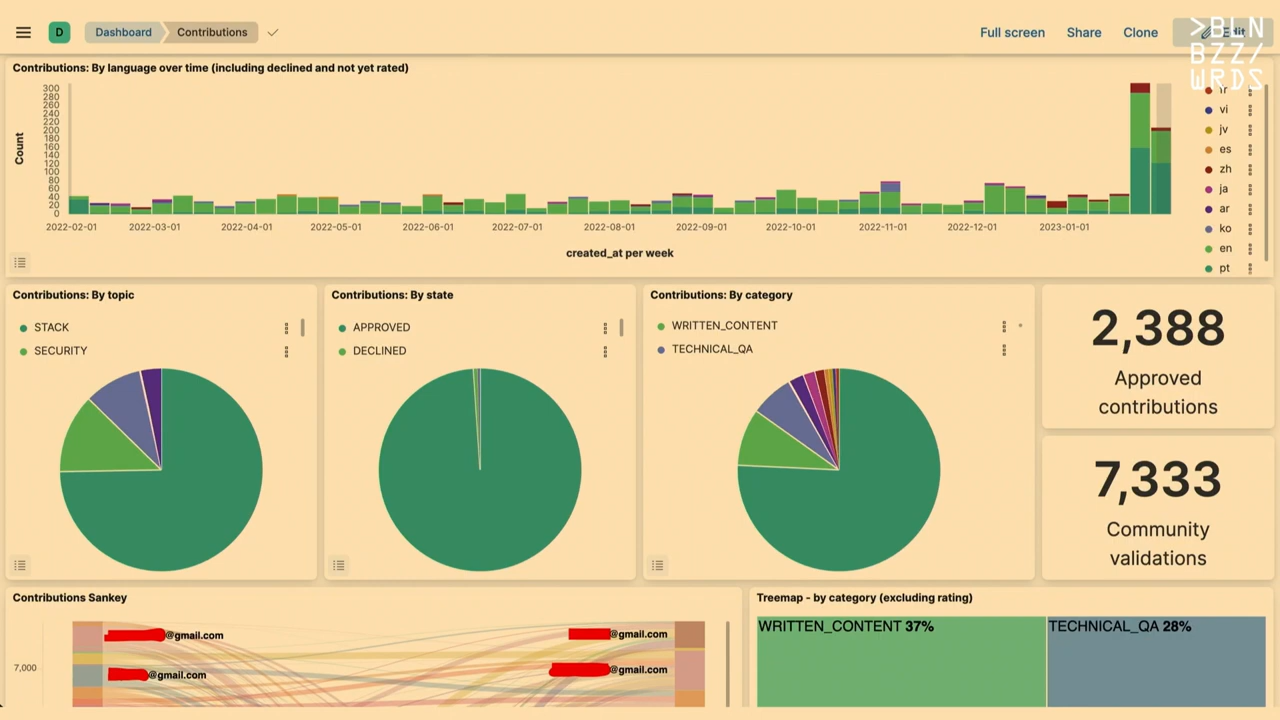 D
Dashboard
Contributions
Full screen
Share
Clone
Edit
>BLN
BZZ/
WRDS
Contributions: By language over time (including declined and not yet rated)
300
280
260
240
220
200
180
160
140
120
100
80
60
40
20
0
Count
2022-02-01
2022-03-01
2022-04-01
2022-05-01
2022-06-01
2022-07-01
2022-08-01
2022-09-01
2022-10-01
2022-11-01
2022-12-01
2023-01-01
created_at per week
vi
jv
es
zh
ja
ar
ko
en
pt
Contributions: By topic
STACK
SECURITY
Contributions: By state
APPROVED
DECLINED
Contributions: By category
WRITTEN_CONTENT
TECHNICAL_QA
2,388
Approved
contributions
7,333
Community
validations
Contributions Sankey
7,000
@gmail.com
@gmail.com
@gmail.com
@gmail.com
Treemap - by category (excluding rating)
WRITTEN_CONTENT 37%
TECHNICAL_QA 28%